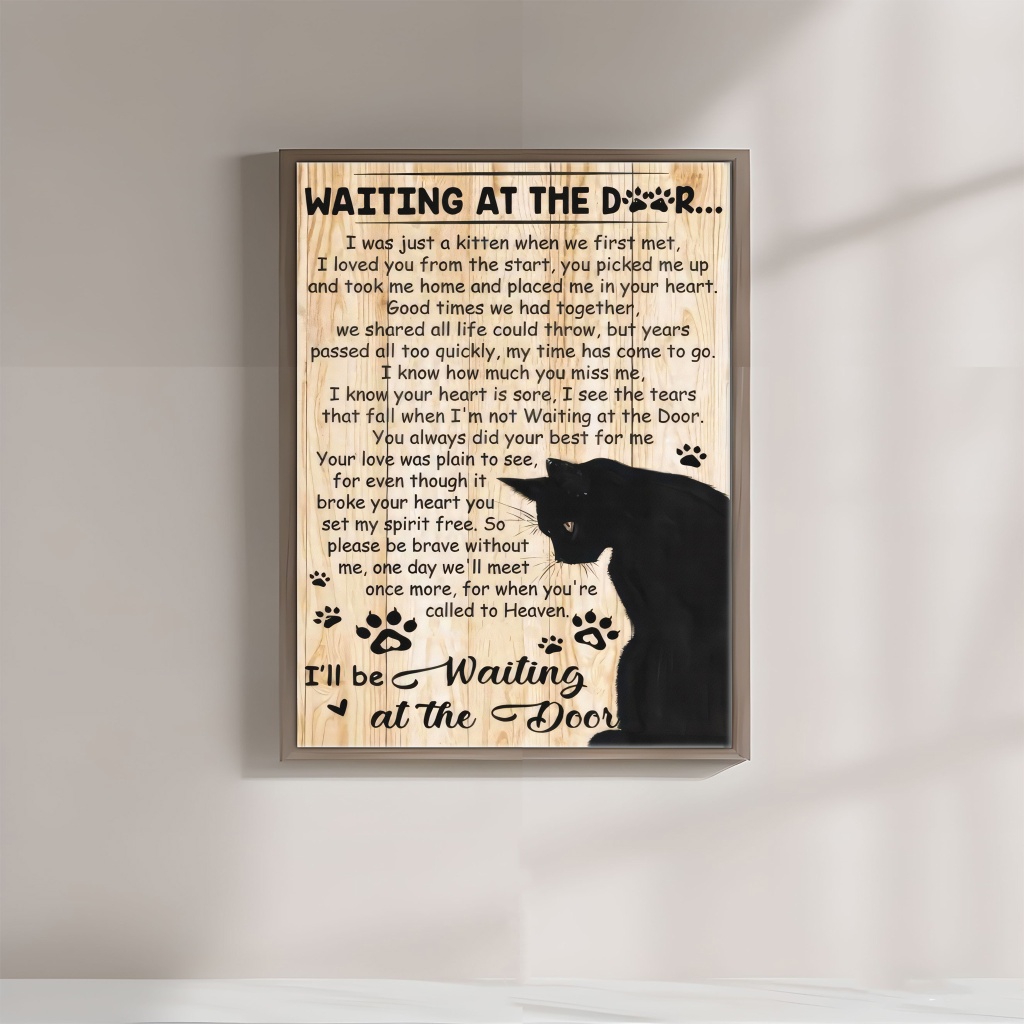 WAITING AT THE DOOR...
I was just a kitten when we first met,
I loved you from the start, you picked me up
and took me home and placed me in your heart.
Good times we had together,
we shared all life could throw, but years
passed all too quickly, my time has come to go.
I know how much you miss me,
I know your heart is sore, I see the tears
that fall when I'm not Waiting at the Door.
You always did your best for me
Your love was plain to see,
for even though it
broke your heart you
set my spirit free. So
please be brave without
me, one day we'll meet
once more, for when you're
called to Heaven.
I'll be Waiting
at the Door